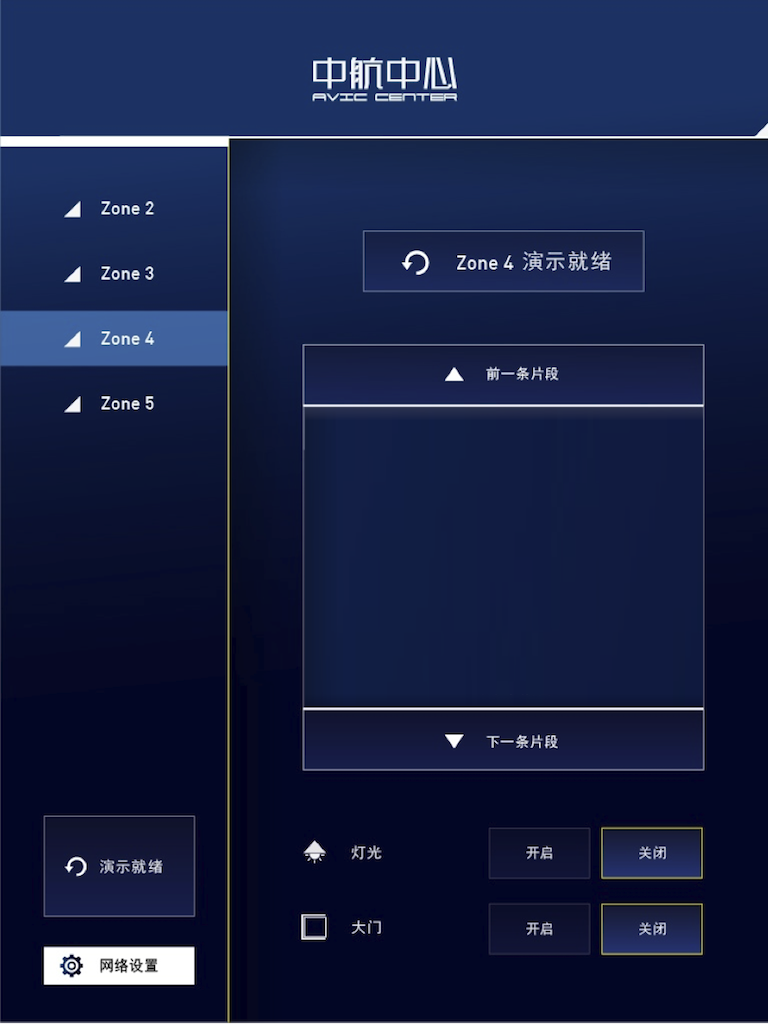 中航中心
AVIC CENTER
Zone 2
Zone 3
Zone 4
Zone 5
演示就绪
网络设置
Zone 4 演示就绪
前一条片段
下一条片段
灯光 开启 关闭
大门 开启 关闭